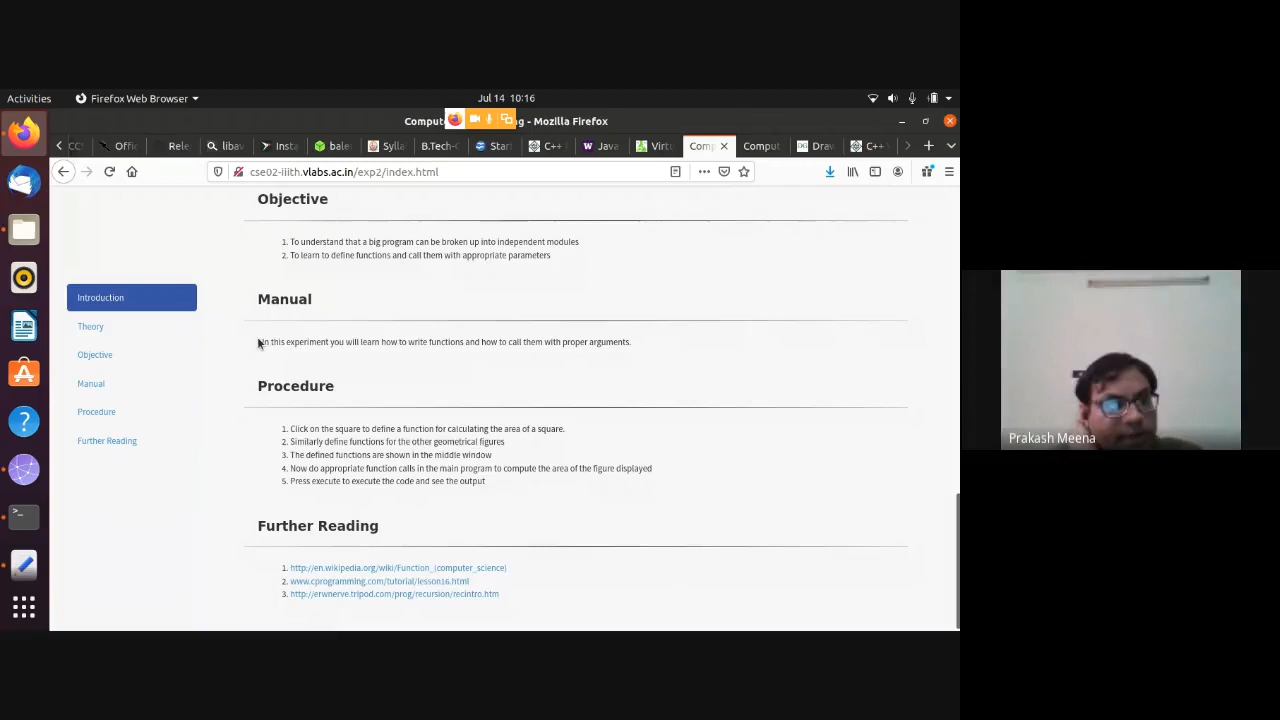 Activities
Firefox Web Browser
Jul 14 10:16
Compu
g - Mozilla Firefox
CC
Offic
Rele
libav
Insta
bale
Sylla
B.Tech-C
Start
C++
Java
Virtu
Comp
Comput
Draw
C++ V
cse02-iiith.vlabs.ac.in/exp2/index.html
Introduction
Theory
Objective
Manual
Procedure
Further Reading
Objective
1. To understand that a big program can be broken up into independent modules
2. To learn to define functions and call them with appropriate parameters
Manual
In this experiment you will learn how to write functions and how to call them with proper arguments.
Procedure
1. Click on the square to define a function for calculating the area of a square.
2. Similarly define functions for the other geometrical figures
3. The defined functions are shown in the middle window
4. Now do appropriate function calls in the main program to compute the area of the figure displayed
5. Press execute to execute the code and see the output
Further Reading
1. http://en.wikipedia.org/wiki/Function_(computer_science)
2. www.cprogramming.com/tutorial/lesson16.html
3. http://erwnerve.tripod.com/prog/recursion/recintro.htm
Prakash Meena